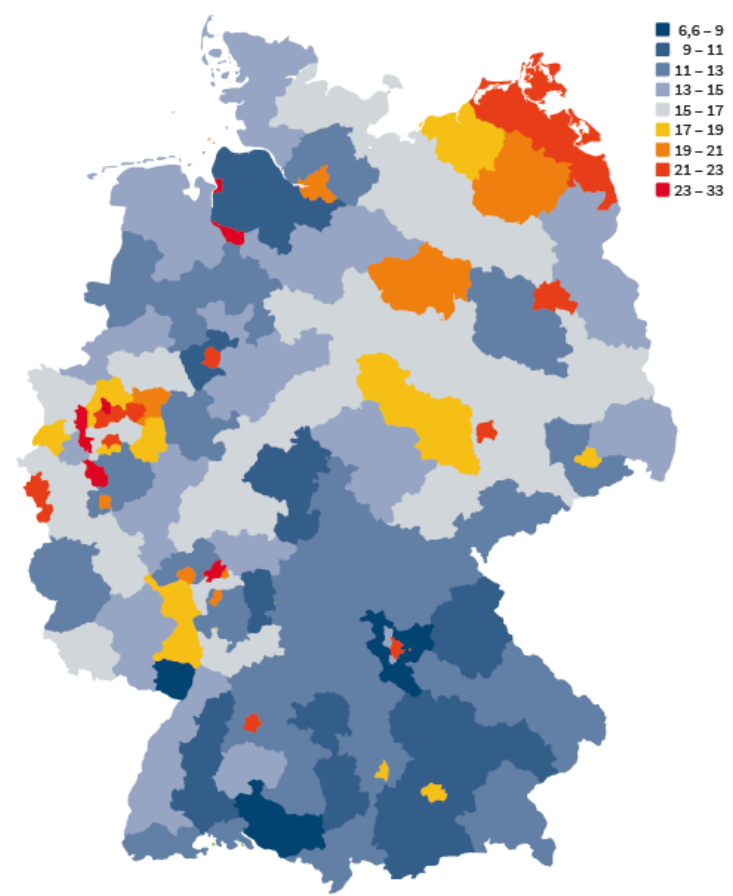 6,6 – 9
9 – 11
11 – 13
13 – 15
15 – 17
17 – 19
19 – 21
21 – 23
23 – 33